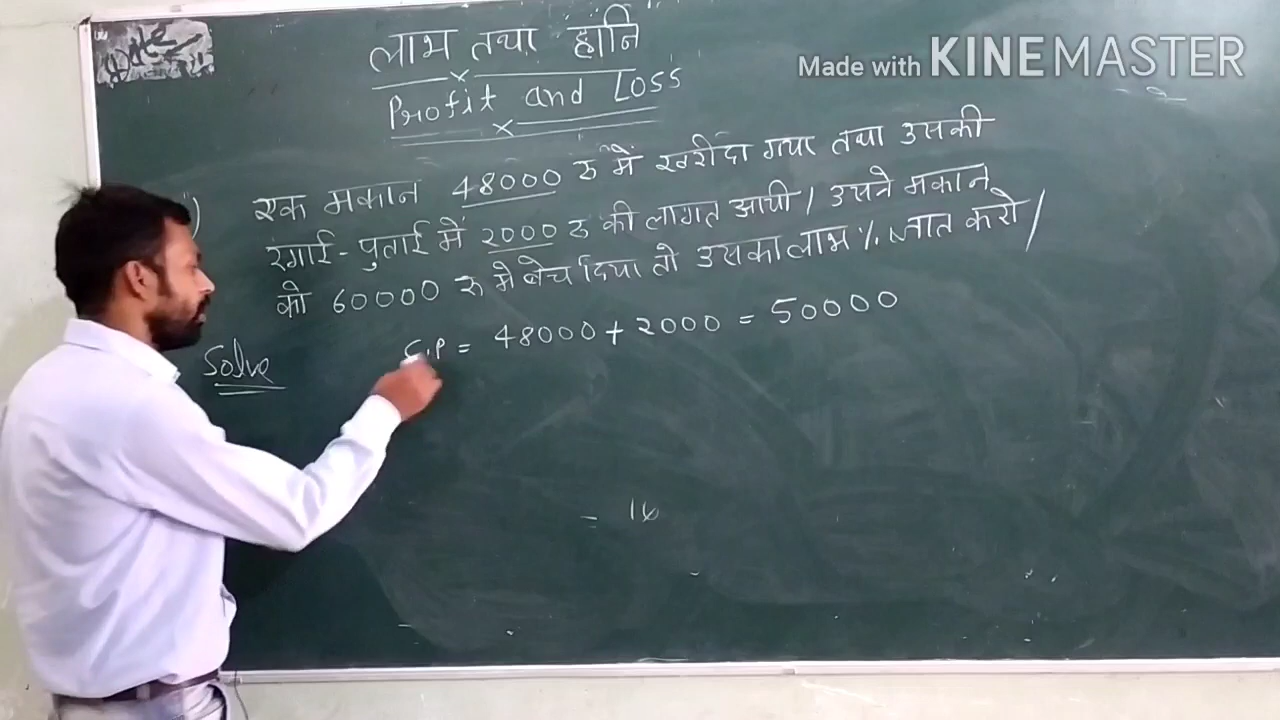 Date
Made with KINEMASTER
लाभ तथा हानि
Profit and Loss
एक मकान 48000 रु में खरीदा गया तथा उसकी
रंगाई-पुताई में 2000 रु की लागत आयी। उसने मकान
को 60000 रु में बेच दिया तो उसका लाभ % ज्ञात करो।
Solve
C.P = 48000 + 2000 = 50000
=